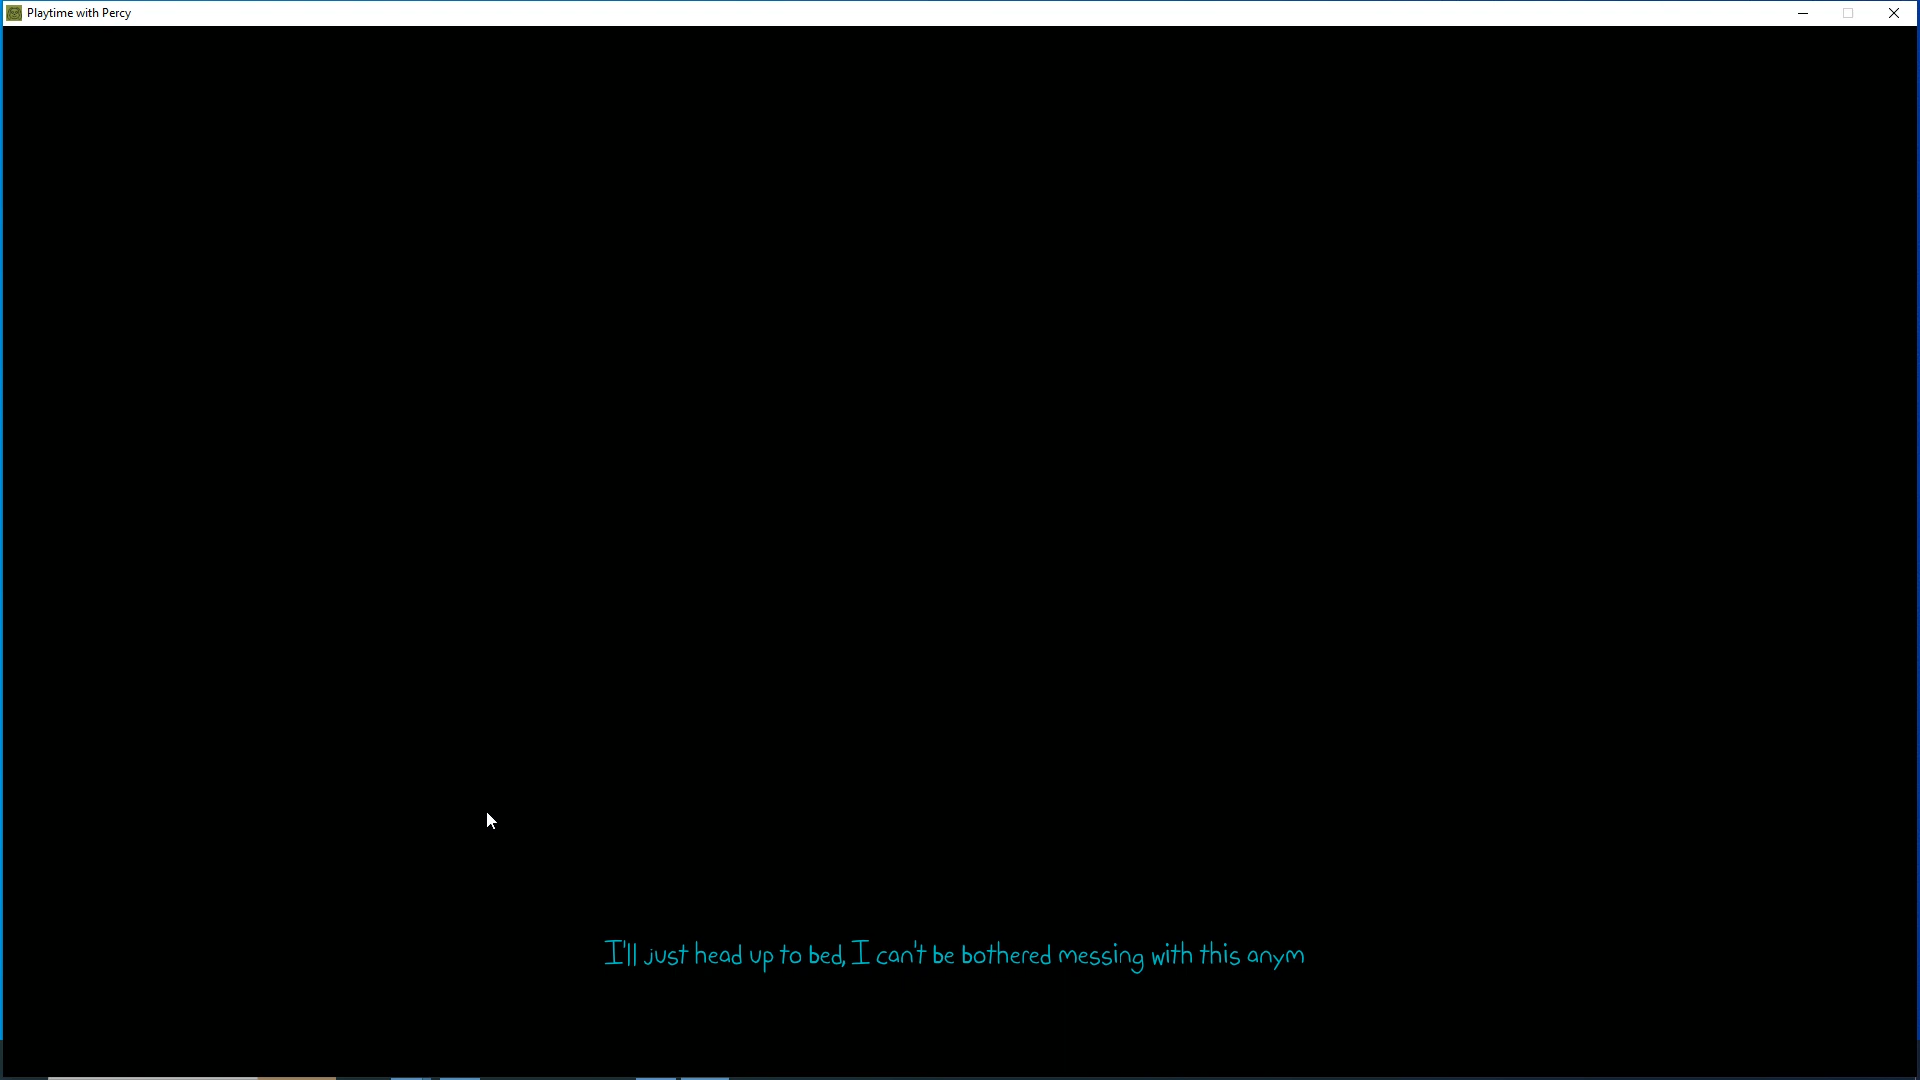 Playtime with Percy
I'll just head up to bed, I can't be bothered messing with this anym